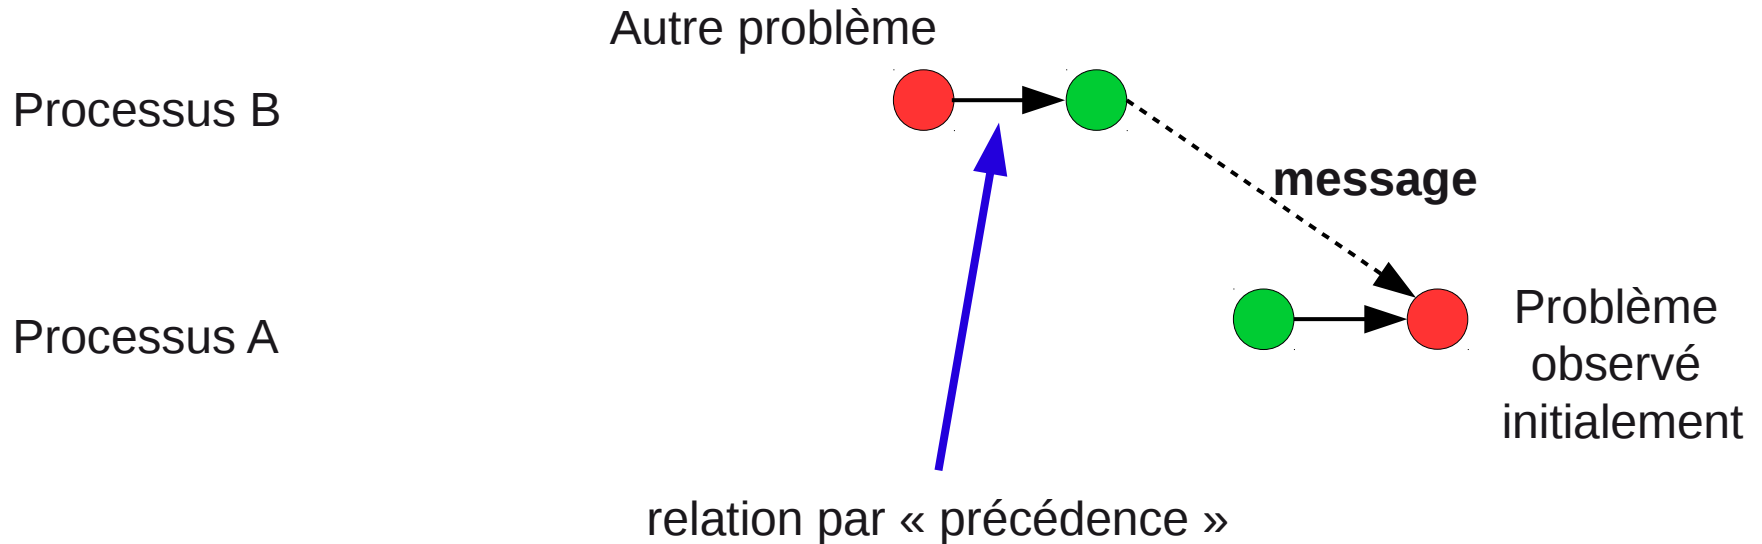 Autre problème
Processus B
message
Processus A
Problème
observé
initialement
relation par « précédence »